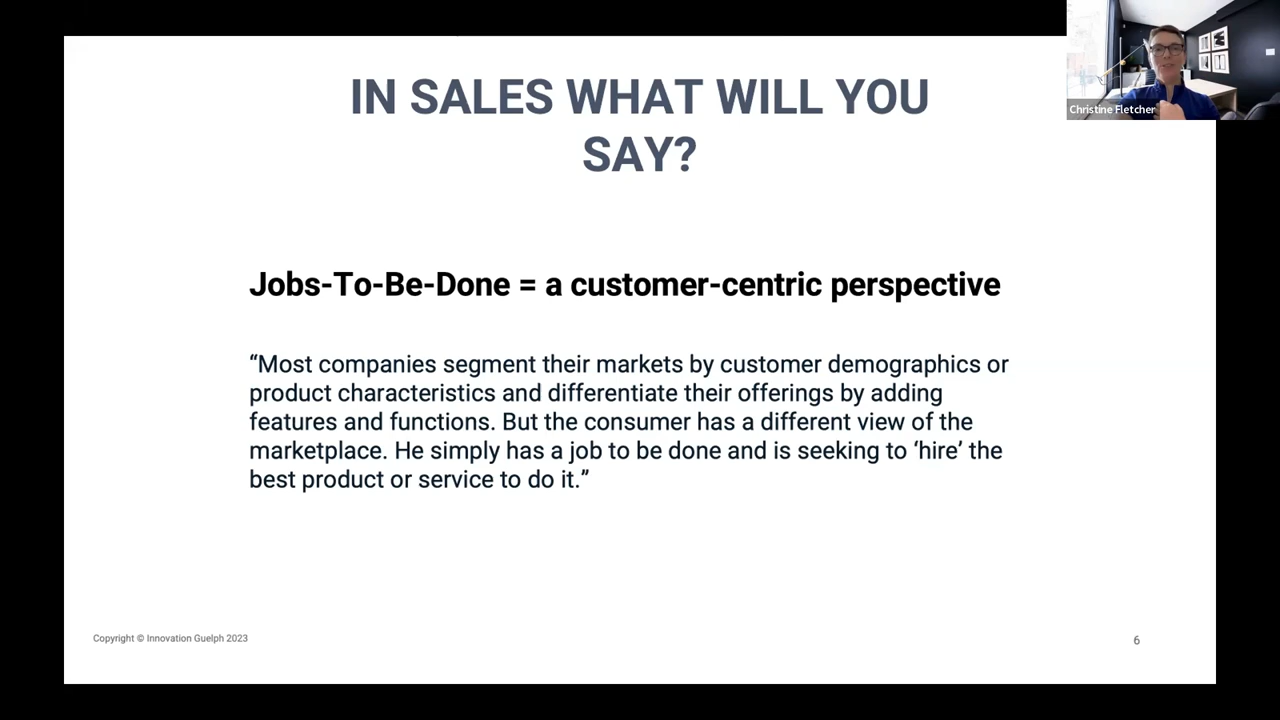 IN SALES WHAT WILL YOU
SAY?
Christine Fletcher
Jobs-To-Be-Done = a customer-centric perspective
“Most companies segment their markets by customer demographics or
product characteristics and differentiate their offerings by adding
features and functions. But the consumer has a different view of the
marketplace. He simply has a job to be done and is seeking to ‘hire’ the
best product or service to do it.”
Copyright © Innovation Guelph 2023
6